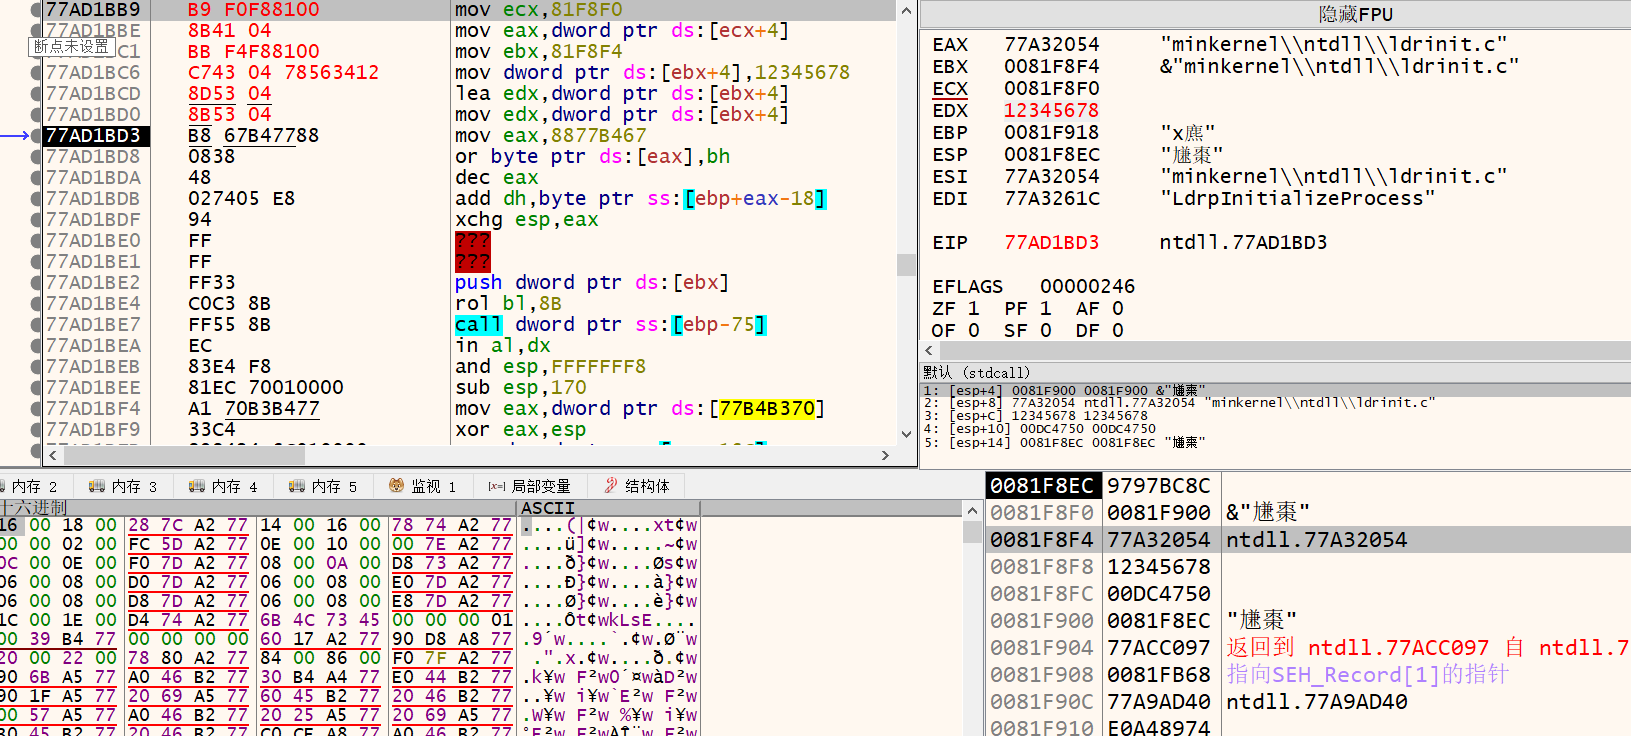 77AD1BB9 B9 F0F88100 mov ecx,81F8F0
77AD1BBE 8B41 04 mov eax,dword ptr ds:[ecx+4]
断点未设置 BC1 BB F4F88100 mov ebx,81F8F4
77AD1BC6 C743 04 78563412 mov dword ptr ds:[ebx+4],12345678
77AD1BCD 8D53 04 lea edx,dword ptr ds:[ebx+4]
77AD1BD0 8B53 04 mov edx,dword ptr ds:[ebx+4]
77AD1BD3 B8 67B47788 mov eax,8877B467
77AD1BD8 0838 or byte ptr ds:[eax],bh
77AD1BDA 48 dec eax
77AD1BDB 027405 E8 add dh,byte ptr ss:[ebp+eax-18]
77AD1BDF 94 xchg esp,eax
77AD1BE0 FF ???
77AD1BE1 FF ???
77AD1BE2 FF33 push dword ptr ds:[ebx]
77AD1BE4 C0C3 8B rol bl,8B
77AD1BE7 FF55 8B call dword ptr ss:[ebp-75]
77AD1BEA EC in al,dx
77AD1BEB 83E4 F8 and esp,FFFFFFF8
77AD1BEE 81EC 70010000 sub esp,170
77AD1BF4 A1 70B3B477 mov eax,dword ptr ds:[77B4B370]
77AD1BF9 33C4 xor eax,esp
隐藏FPU
EAX 77A32054 "minkernel\\ntdll\\ldrinit.c"
EBX 0081F8F4 &"minkernel\\ntdll\\ldrinit.c"
ECX 0081F8F0
EDX 12345678
EBP 0081F918
ESP 0081F8EC
ESI 77A32054 "minkernel\\ntdll\\ldrinit.c"
EDI 77A3261C "LdrpInitializeProcess"
EIP 77AD1BD3 ntdll.77AD1BD3
EFLAGS 00000246
ZF 1 PF 1 AF 0
OF 0 SF 0 DF 0
默认 (stdcall)
1: [esp+4] 0081F900 0081F900
2: [esp+8] 77A32054 ntdll.77A32054 "minkernel\\ntdll\\ldrinit.c"
3: [esp+C] 12345678 12345678
4: [esp+10] 00DC4750 00DC4750
5: [esp+14] 0081F8EC 0081F8EC
内存 2 内存 3 内存 4 内存 5 监视 1 [x=] 局部变量 结构体
十六进制 ASCII
16 00 18 00 28 7C A2 77 14 00 16 00 78 74 A2 77 ....(|¢w....xt¢w
00 00 02 00 FC 5D A2 77 0E 00 10 00 00 7E A2 77 ....ü]¢w.....~¢w
0C 00 0E 00 F0 7D A2 77 08 00 0A 00 D8 73 A2 77 ....ð}¢w....Øs¢w
06 00 08 00 D0 7D A2 77 06 00 08 00 E0 7D A2 77 ....Ð}¢w....à}¢w
06 00 08 00 D8 7D A2 77 06 00 08 00 E8 7D A2 77 ....Ø}¢w....è}¢w
1C 00 1E 00 D4 74 A2 77 6B 4C 73 45 00 00 00 01 ....Ôt¢wkLsE....
00 39 B4 77 00 00 00 00 60 17 A2 77 90 D8 A8 77 .9´w....`.¢w.Ø¨w
20 00 22 00 78 80 A2 77 84 00 86 00 F0 7F A2 77 .".x.¢w....ð.¢w
90 6B A5 77 A0 46 B2 77 30 B4 A4 77 E0 44 B2 77 .k¥w F²w0´¤wàD²w
90 1F A5 77 20 69 A5 77 60 45 B2 77 20 46 B2 77 ..¥w i¥w`E²w F²w
00 57 A5 77 A0 46 B2 77 20 25 A5 77 20 69 A5 77 .W¥w F²w %¥w i¥w
0081F8EC 9797BC8C
0081F8F0 0081F900
0081F8F4 77A32054 ntdll.77A32054
0081F8F8 12345678
0081F8FC 00DC4750
0081F900 0081F8EC
0081F904 77ACC097 返回到 ntdll.77ACC097 自 ntdll.7
0081F908 0081FB68 指向SEH_Record[1]的指针
0081F90C 77A9AD40 ntdll.77A9AD40
0081F910 E0A48974